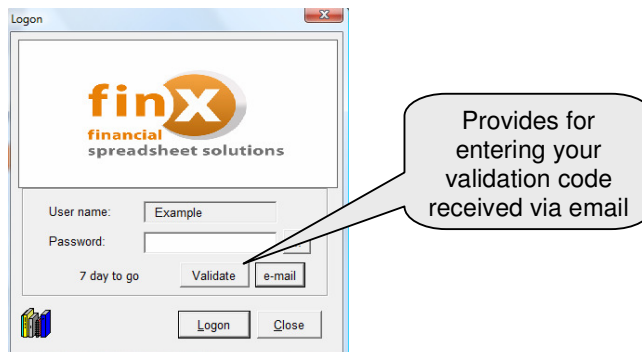 Logon
finX
financial
spreadsheet solutions
User name: Example
Password:
7 day to go Validate e-mail
Logon Close
Provides for
entering your
validation code
received via email